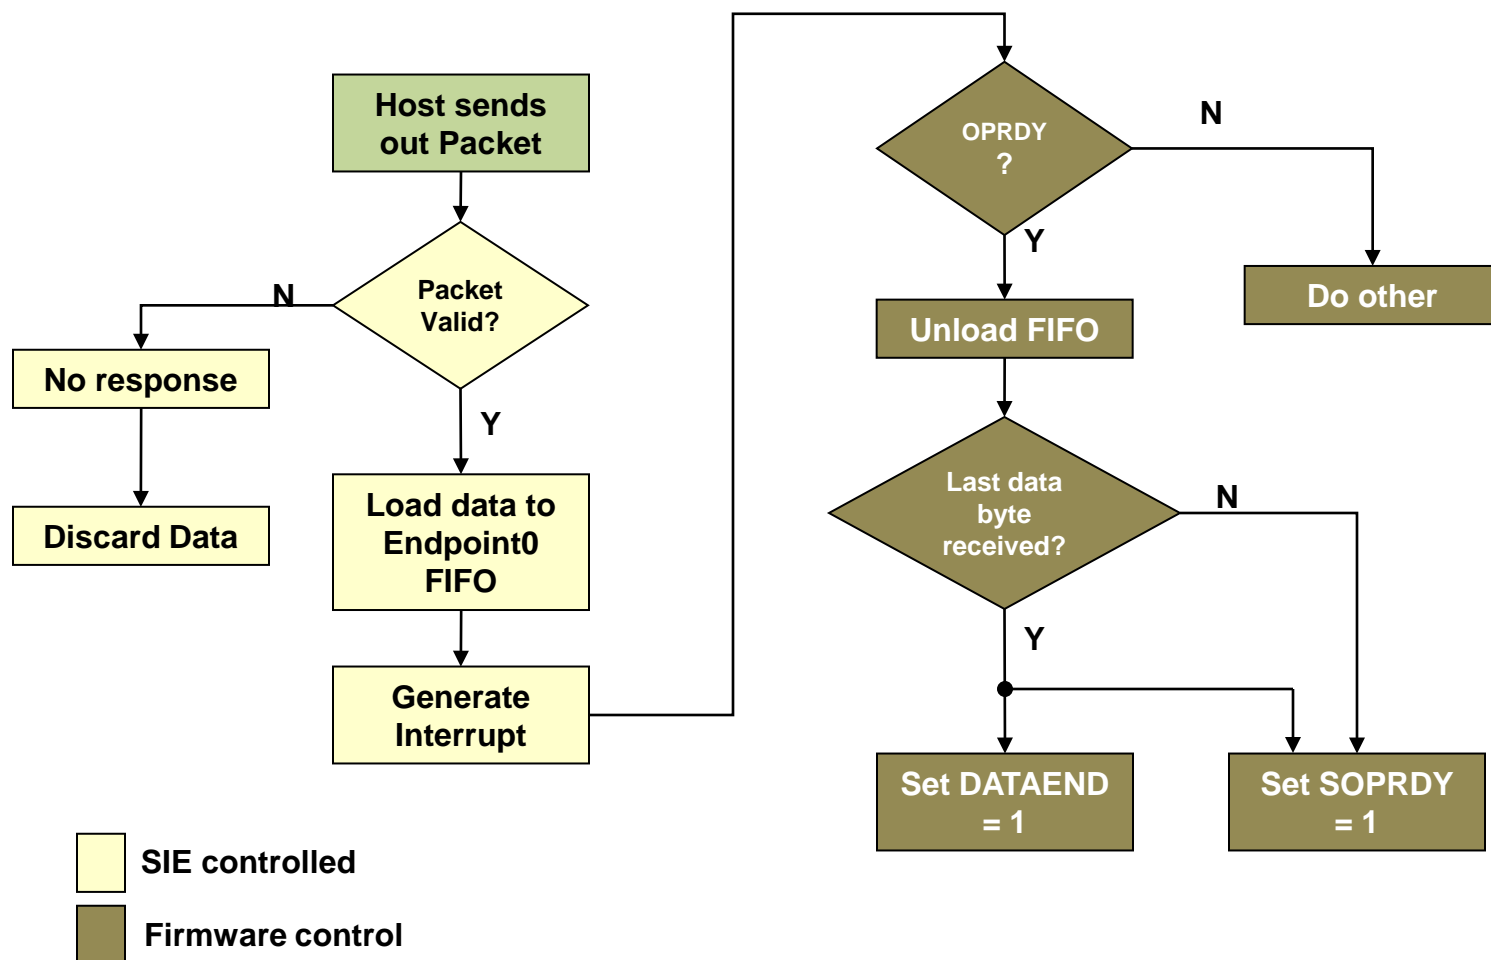 Host sends
out Packet
Packet
Valid?
N
No response
Discard Data
Y
Load data to
Endpoint0
FIFO
Generate
Interrupt
OPRDY
?
N
Do other
Y
Unload FIFO
Last data
byte
received?
N
Y
Set DATAEND
= 1
Set SOPRDY
= 1
SIE controlled
Firmware control